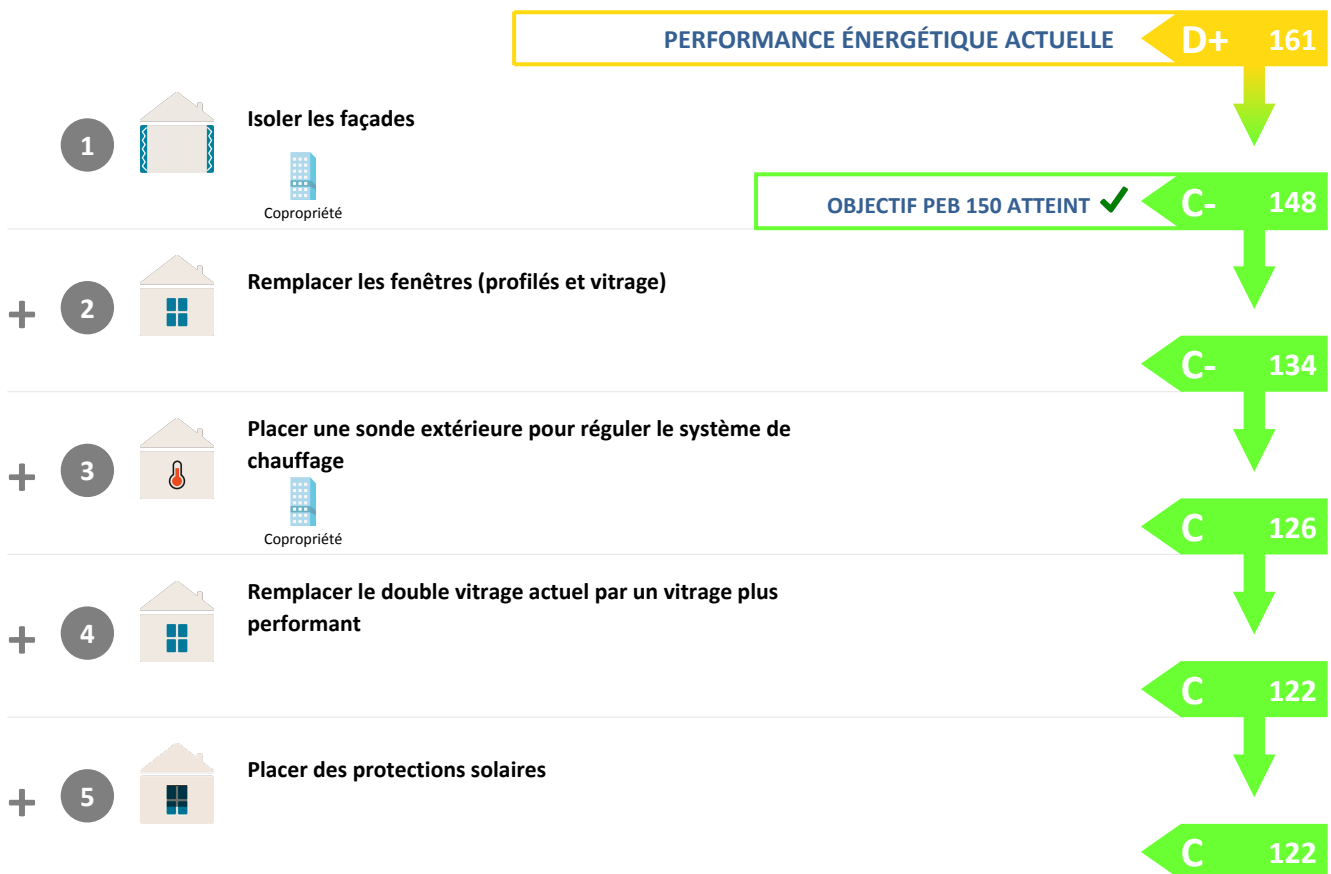 PERFORMANCE ÉNERGÉTIQUE ACTUELLE D+ 161
1 Isoler les façades
Copropriété
OBJECTIF PEB 150 ATTEINT ✔ C- 148
+ 2 Remplacer les fenêtres (profilés et vitrage)
C- 134
Placer une sonde extérieure pour réguler le système de
+ 3 chauffage
Copropriété
C 126
Remplacer le double vitrage actuel par un vitrage plus
+ 4 performant
C 122
+ 5 Placer des protections solaires
C 122